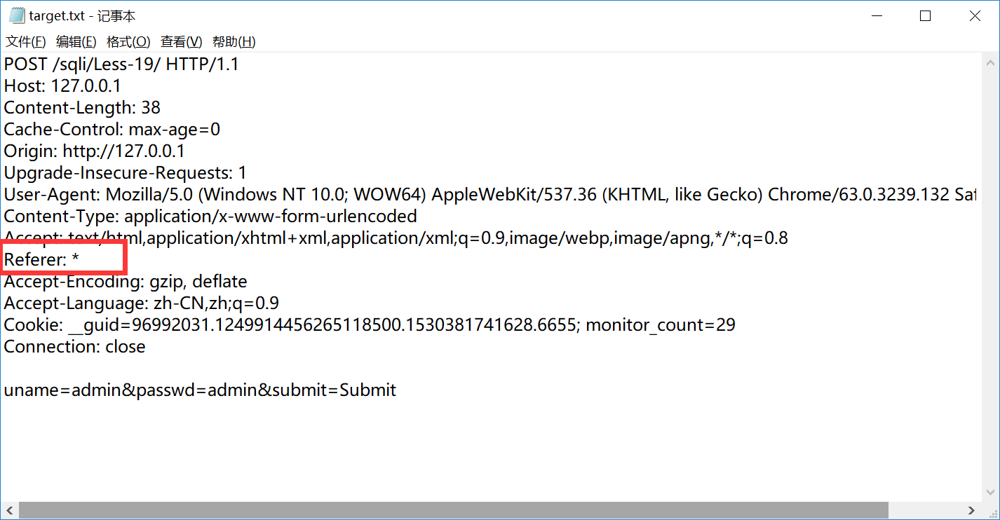 target.txt - 记事本
文件(F) 编辑(E) 格式(O) 查看(V) 帮助(H)
POST /sqli/Less-19/ HTTP/1.1
Host: 127.0.0.1
Content-Length: 38
Cache-Control: max-age=0
Origin: http://127.0.0.1
Upgrade-Insecure-Requests: 1
User-Agent: Mozilla/5.0 (Windows NT 10.0; WOW64) AppleWebKit/537.36 (KHTML, like Gecko) Chrome/63.0.3239.132 Saf
Content-Type: application/x-www-form-urlencoded
Accept: text/html,application/xhtml+xml,application/xml;q=0.9,image/webp,image/apng,*/*;q=0.8
Referer: *
Accept-Encoding: gzip, deflate
Accept-Language: zh-CN,zh;q=0.9
Cookie: __guid=96992031.1249914456265118500.1530381741628.6655; monitor_count=29
Connection: close
uname=admin&passwd=admin&submit=Submit